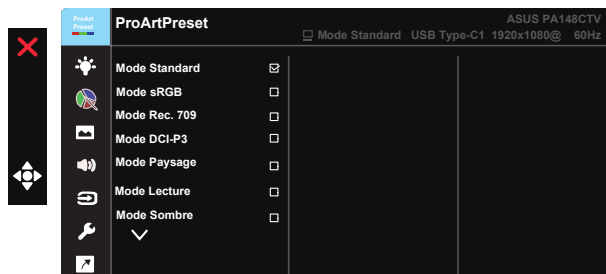 ProArt
Preset
ProArtPreset
ASUS PA148CTV
Mode Standard USB Type-C1 1920x1080@ 60Hz
Mode Standard
Mode sRGB
Mode Rec. 709
Mode DCI-P3
Mode Paysage
Mode Lecture
Mode Sombre